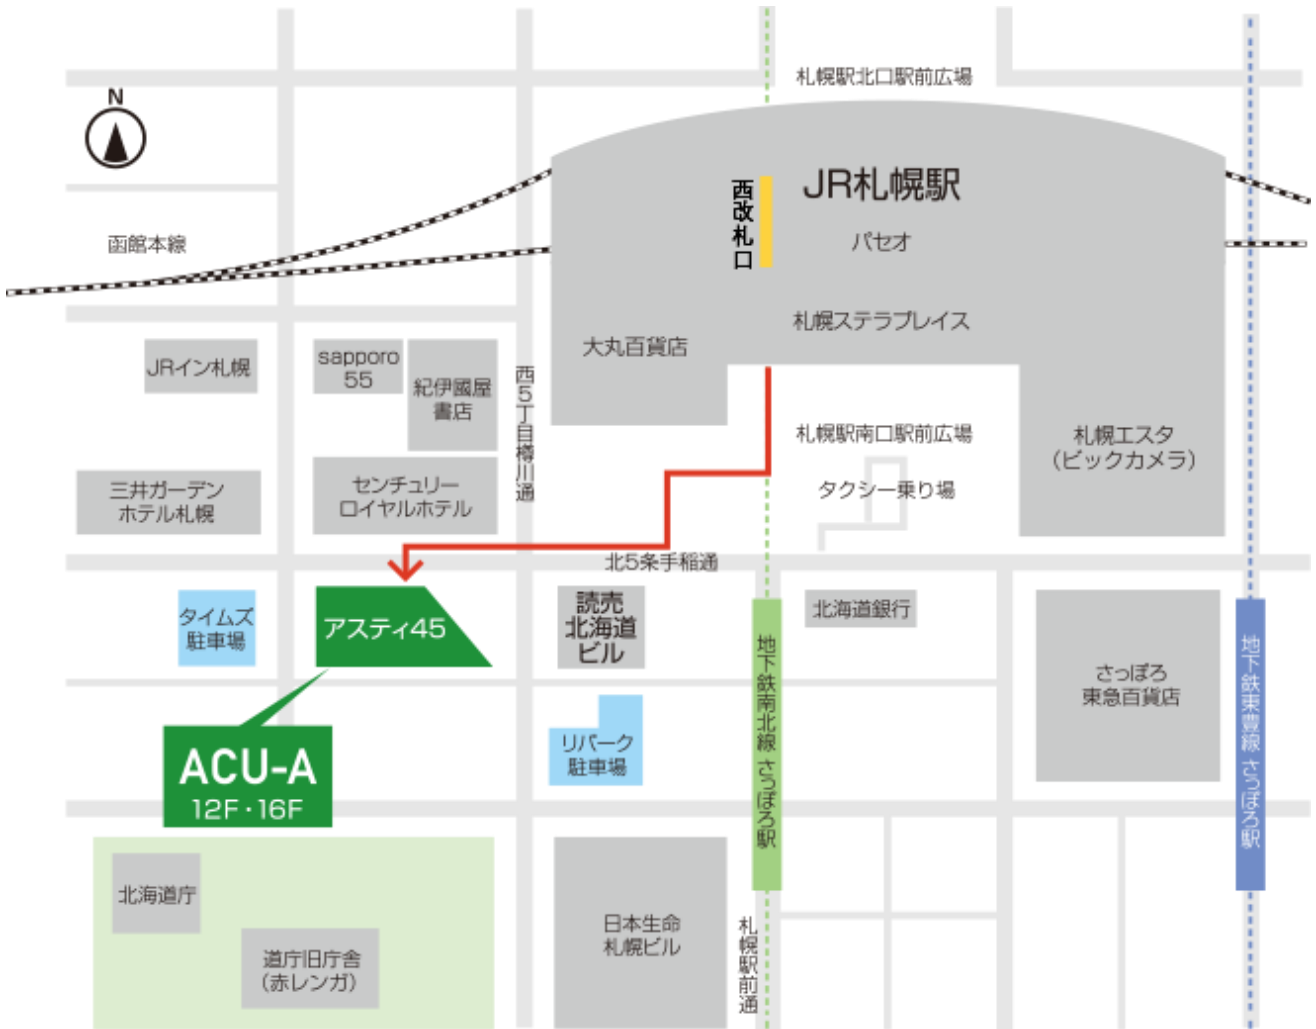 札幌駅北口駅前広場
N
JR札幌駅
西改札口
パセオ
函館本線
札幌ステラプレイス
大丸百貨店
JRイン札幌
sapporo
55
紀伊國屋
書店
西5丁目樽川通
札幌駅南口駅前広場
札幌エスタ
(ビックカメラ)
三井ガーデン
ホテル札幌
センチュリー
ロイヤルホテル
タクシー乗り場
北5条手稲通
タイムズ
駐車場
アスティ45
読売
北海道
ビル
北海道銀行
地下鉄南北線 さっぽろ駅
さっぽろ
東急百貨店
地下鉄東豊線 さっぽろ駅
ACU-A
12F・16F
リパーク
駐車場
北海道庁
道庁旧庁舎
(赤レンガ)
日本生命
札幌ビル
札幌駅前通